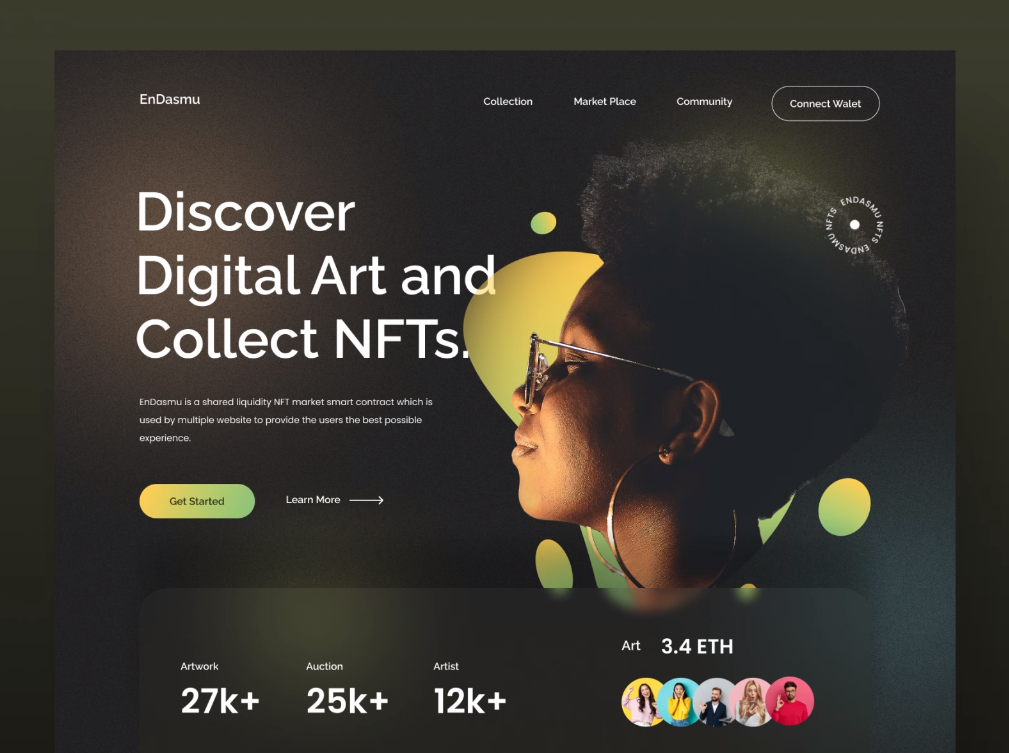 EnDasmu
Collection
Market Place
Community
Connect Walet
ENDASMU NFTS ENDASMU NFTS
Discover
Digital Art and
Collect NFTs.
EnDasmu is a shared liquidity NFT market smart contract which is
used by multiple website to provide the users the best possible
experience.
Get Started
Learn More
Art
3.4 ETH
Artwork
Auction
Artist
27k+
25k+
12k+